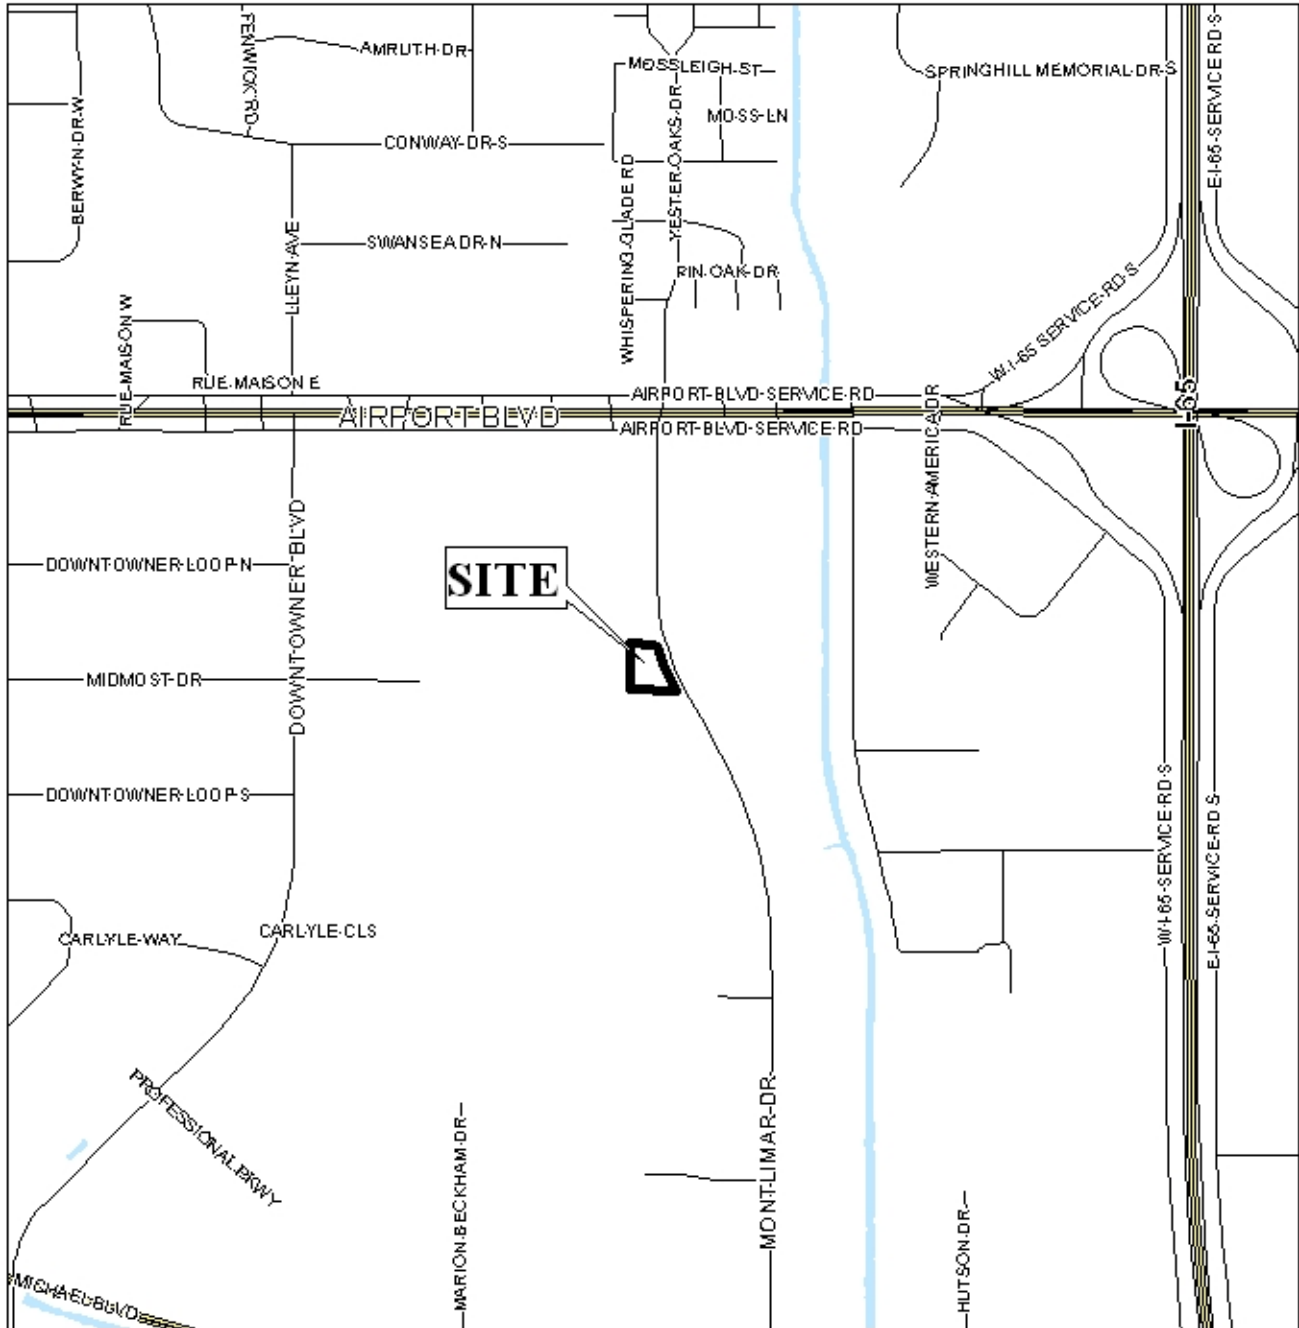 FENWICK RD
AMRUTH DR
MOSSLEIGH ST
SPRINGHILL MEMORIAL DR S
E I-65 SERVICE RD S
BERWYN DR W
MOSS LN
YESTER OAKS DR
CONWAY DR S
WHISPERING GLADE RD
LLEYN AVE
SWANSEA DR N
PIN OAK DR
W I-65 SERVICE RD S
RUE MAISON W
RUE MAISON E
AIRPORT BLVD SERVICE RD
AIRPORT BLVD
AIRPORT BLVD SERVICE RD
WESTERN AMERICA DR
I-65
DOWNTOWNER BLVD
DOWNTOWNER LOOP N
SITE
MIDMOST DR
DOWNTOWNER LOOP S
W I-65 SERVICE RD S
E I-65 SERVICE RD S
CARLYLE WAY
CARLYLE CLS
PROFESSIONAL PKWY
MARION BECKHAM DR
MONTLIMAR DR
HUTSON DR
MICHAEL BLVD